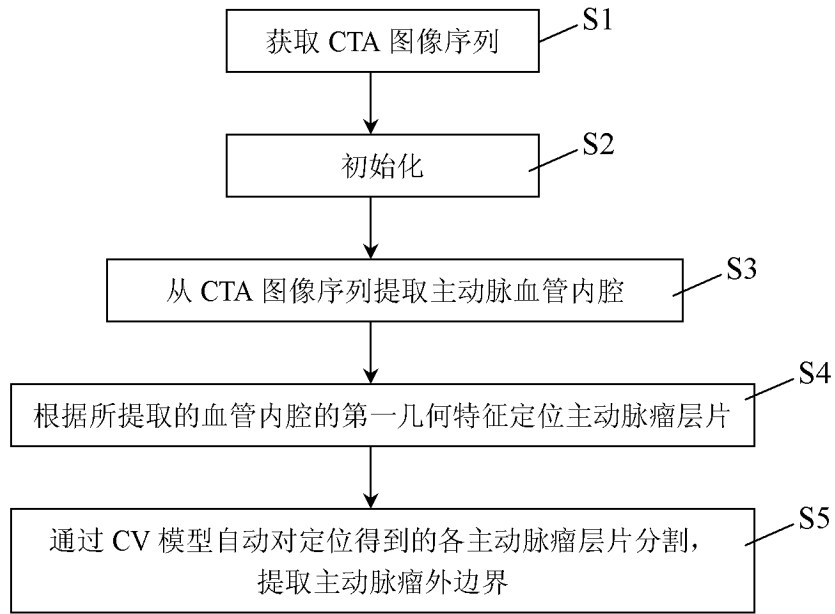 S1
获取 CTA 图像序列
S2
初始化
S3
从 CTA 图像序列提取主动脉血管内腔
S4
根据所提取的血管内腔的第一几何特征定位主动脉瘤层片
S5
通过 CV 模型自动对定位得到的各主动脉瘤层片分割，
提取主动脉瘤外边界